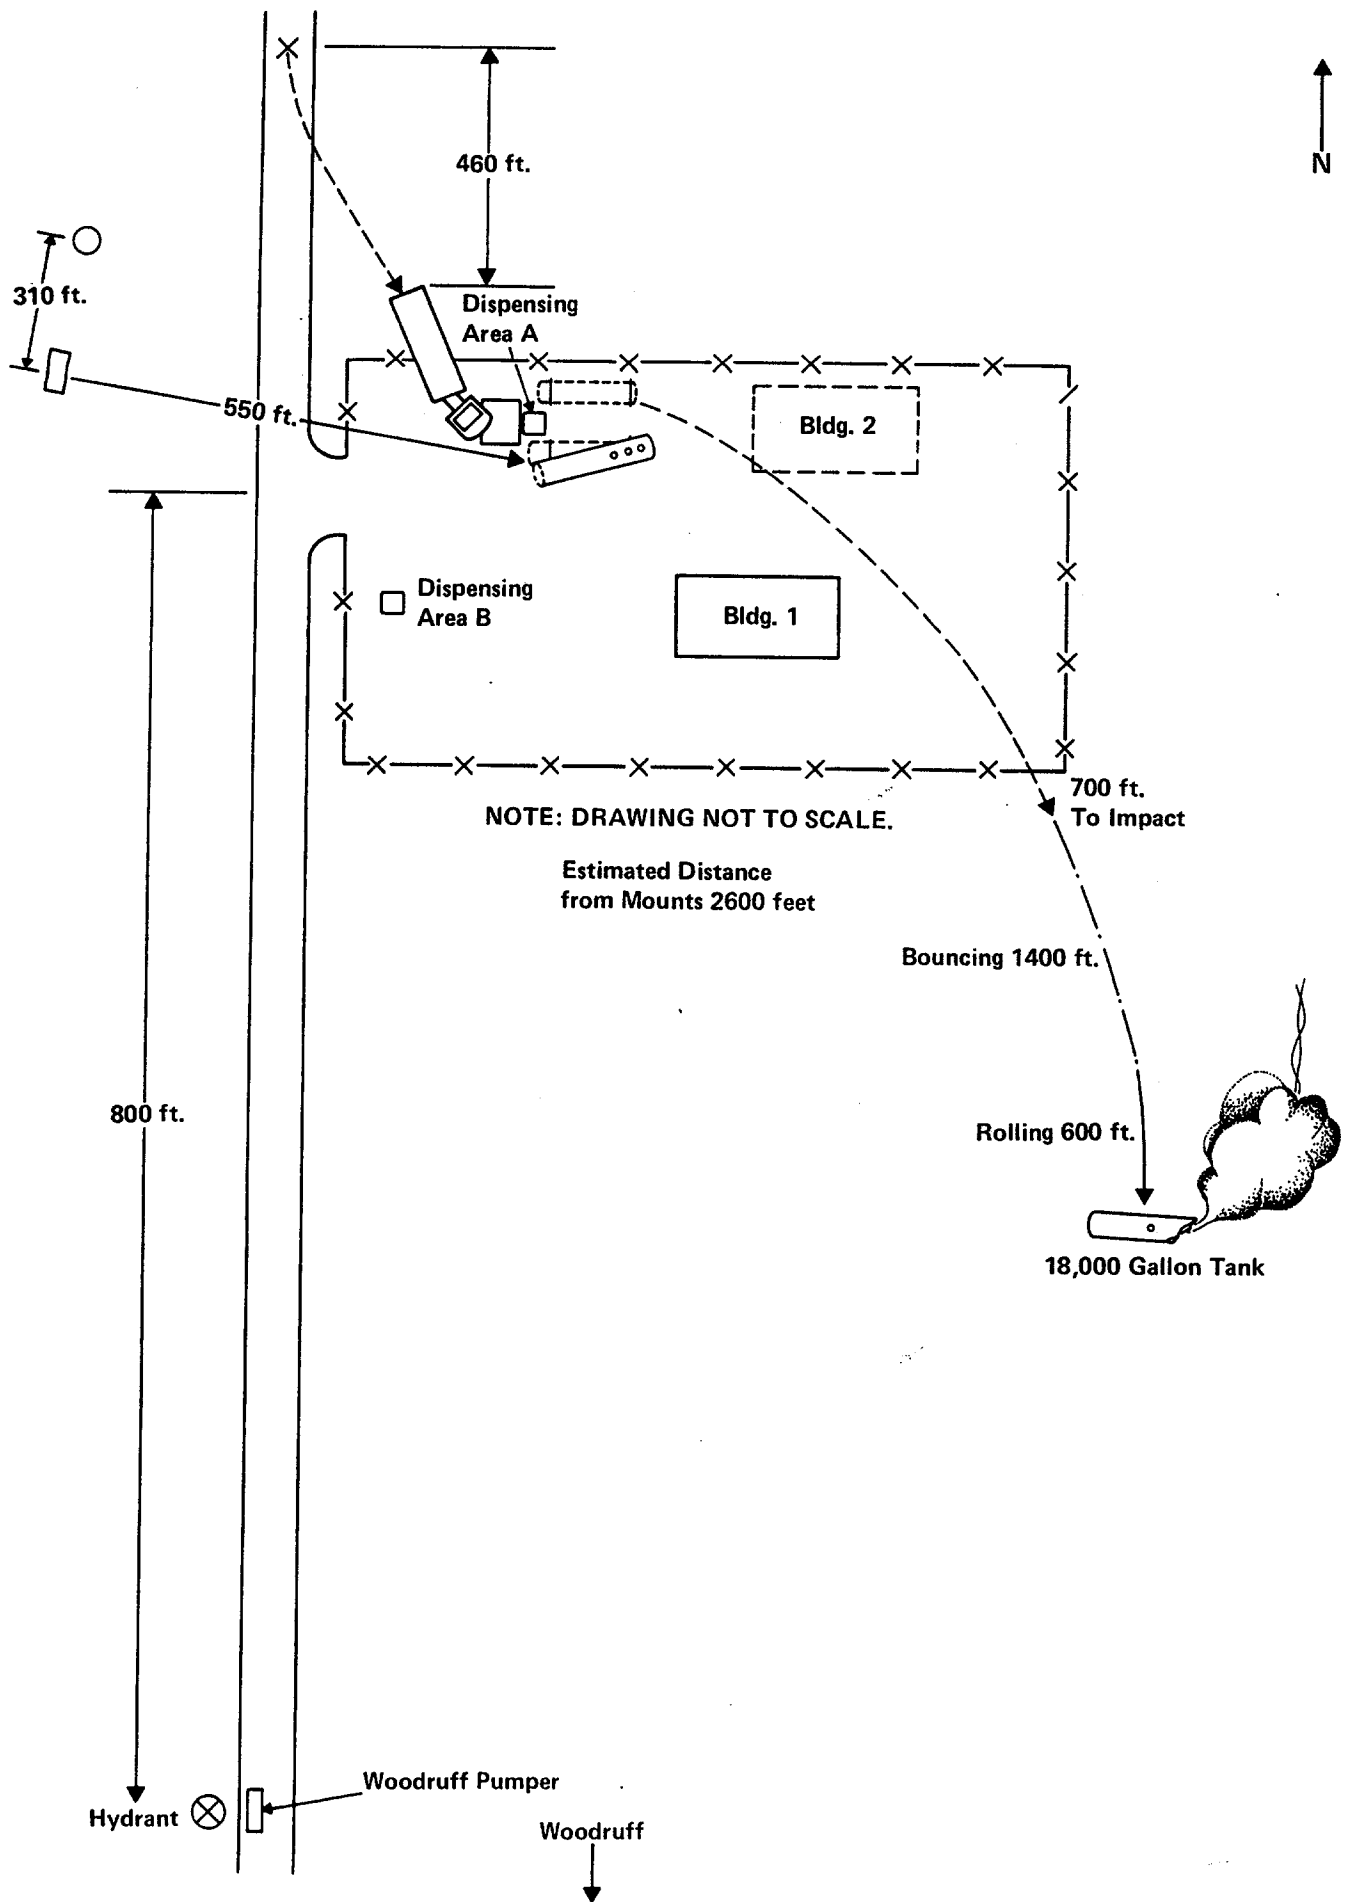 460 ft.
N
310 ft.
Dispensing
Area A
550 ft.
Bldg. 2
Dispensing
Area B
Bldg. 1
700 ft.
To Impact
NOTE: DRAWING NOT TO SCALE.
Estimated Distance
from Mounts 2600 feet
Bouncing 1400 ft.
800 ft.
Rolling 600 ft.
18,000 Gallon Tank
Woodruff Pumper
Hydrant
Woodruff